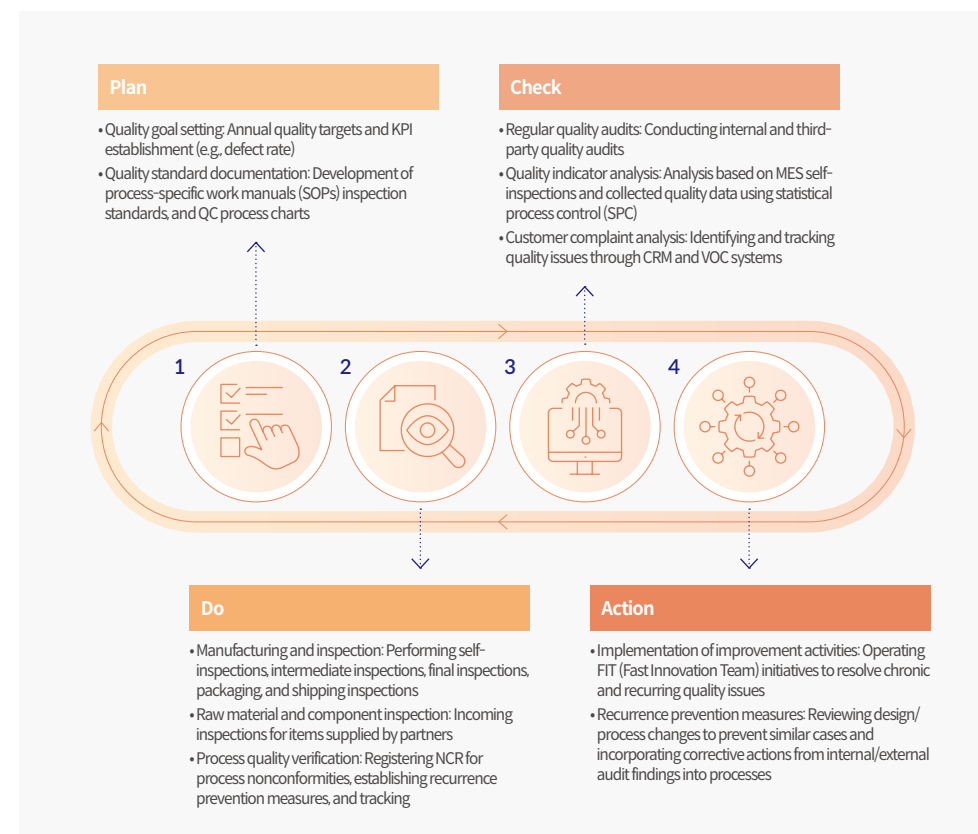 Plan
• Quality goal setting: Annual quality targets and KPI
establishment (e.g., defect rate)
• Quality standard documentation: Development of
process-specific work manuals (SOPs) inspection
standards, and QC process charts
Check
• Regular quality audits: Conducting internal and third-
party quality audits
• Quality indicator analysis: Analysis based on MES self-
inspections and collected quality data using statistical
process control (SPC)
• Customer complaint analysis: Identifying and tracking
quality issues through CRM and VOC systems
1
2
3
4
Do
• Manufacturing and inspection: Performing self-
inspections, intermediate inspections, final inspections,
packaging, and shipping inspections
• Raw material and component inspection: Incoming
inspections for items supplied by partners
• Process quality verification: Registering NCR for
process nonconformities, establishing recurrence
prevention measures, and tracking
Action
• Implementation of improvement activities: Operating
FIT (Fast Innovation Team) initiatives to resolve chronic
and recurring quality issues
• Recurrence prevention measures: Reviewing design/
process changes to prevent similar cases and
incorporating corrective actions from internal/external
audit findings into processes